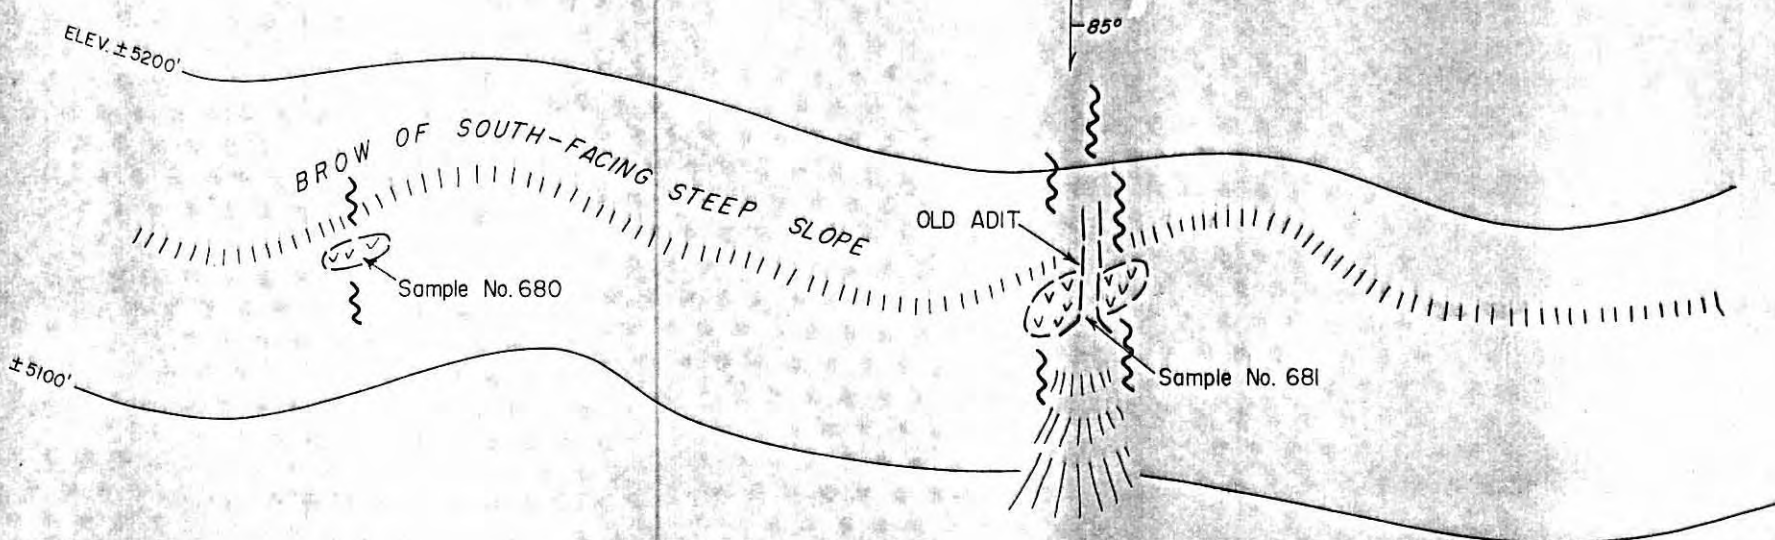 85°
ELEV. ±5200'
BROW OF SOUTH-FACING STEEP SLOPE
OLD ADIT
Sample No. 680
±5100'
Sample No. 681